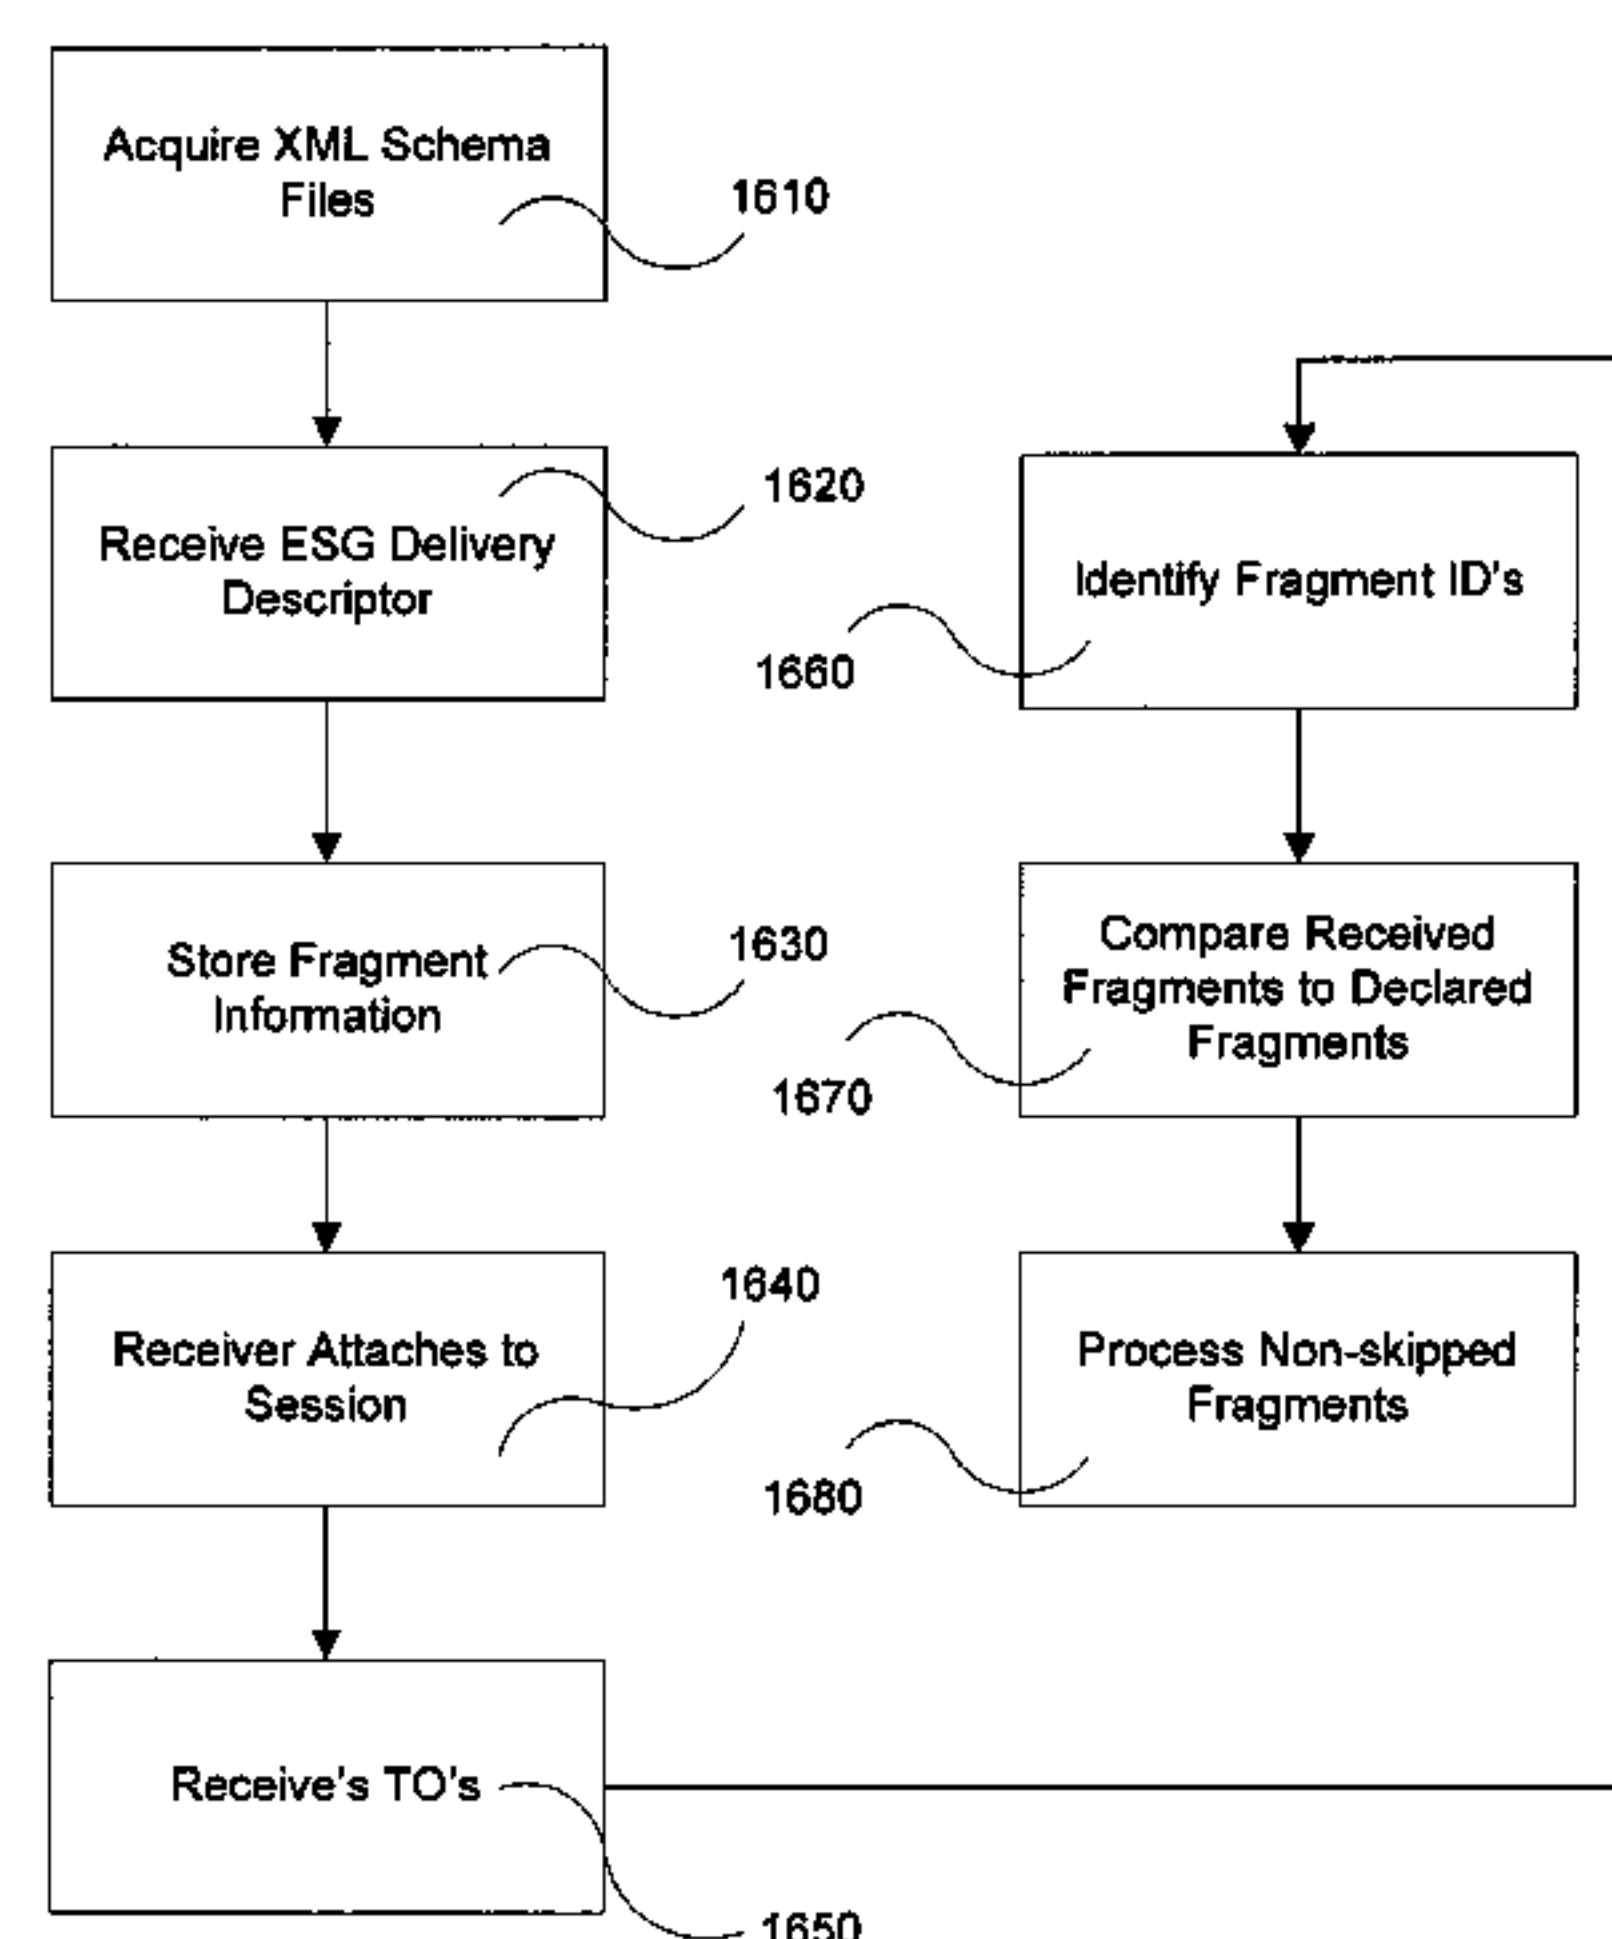 Acquire XML Schema
Files
1610
Receive ESG Delivery
Descriptor
1620
Store Fragment
Information
1630
Receiver Attaches to
Session
1640
Receive's TO's
1650
Identify Fragment ID's
1660
Compare Received
Fragments to Declared
Fragments
1670
Process Non-skipped
Fragments
1680